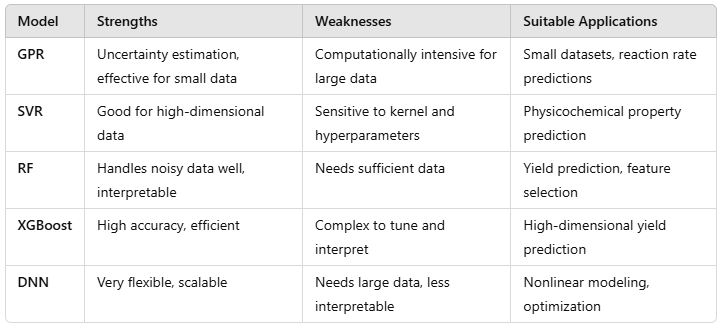 Model Strengths Weaknesses Suitable Applications
GPR Uncertainty estimation, Computationally intensive for Small datasets, reaction rate
effective for small data large data predictions
SVR Good for high-dimensional Sensitive to kernel and Physicochemical property
data hyperparameters prediction
RF Handles noisy data well, Needs sufficient data Yield prediction, feature
interpretable selection
XGBoost High accuracy, efficient Complex to tune and High-dimensional yield
interpret prediction
DNN Very flexible, scalable Needs large data, less Nonlinear modeling,
interpretable optimization